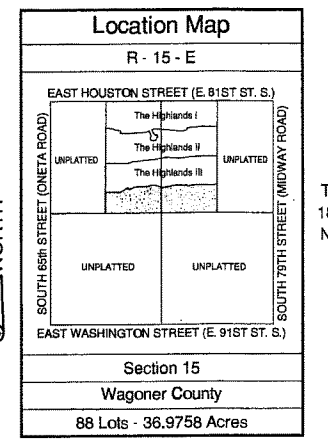 Location Map
R - 15 - E
EAST HOUSTON STREET (E. 81ST ST. S.)
SOUTH 65th STREET (ONETA ROAD)
The Highlands I
UNPLATTED
The Highlands II
UNPLATTED
The Highlands III
SOUTH 79TH STREET (MIDWAY ROAD)
UNPLATTED
UNPLATTED
EAST WASHINGTON STREET (E. 91ST ST. S.)
Section 15
Wagoner County
88 Lots - 36.9758 Acres
NORTH
T
18
N